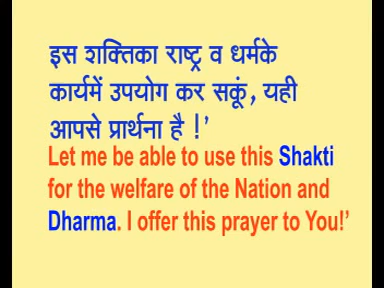 इस शक्तिका राष्ट्र व धर्मके
कार्यमें उपयोग कर सकूं, यही
आपसे प्रार्थना है !’
Let me be able to use this Shakti
for the welfare of the Nation and
Dharma. I offer this prayer to You!’